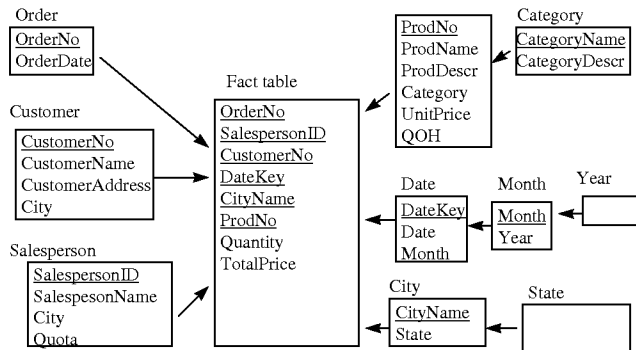 Order
OrderNo
OrderDate
Customer
CustomerNo
CustomerName
CustomerAddress
City
Salesperson
SalespersonID
SalespesonName
City
Quota
Fact table
OrderNo
SalespersonID
CustomerNo
DateKey
CityName
ProdNo
Quantity
TotalPrice
ProdNo
ProdName
ProdDescr
Category
UnitPrice
QOH
Category
CategoryName
CategoryDescr
Date
DateKey
Date
Month
Month
Month
Year
Year
City
CityName
State
State